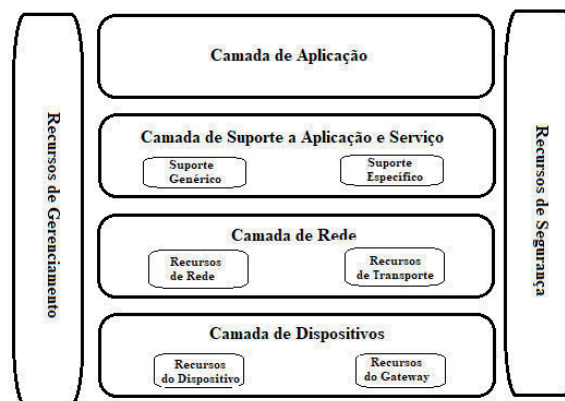 Recursos de Gerenciamento
Camada de Aplicação
Camada de Suporte a Aplicação e Serviço
Suporte
Genérico
Suporte
Específico
Camada de Rede
Recursos
de Rede
Recursos
de Transporte
Camada de Dispositivos
Recursos
do Dispositivo
Recursos
do Gateway
Recursos de Segurança